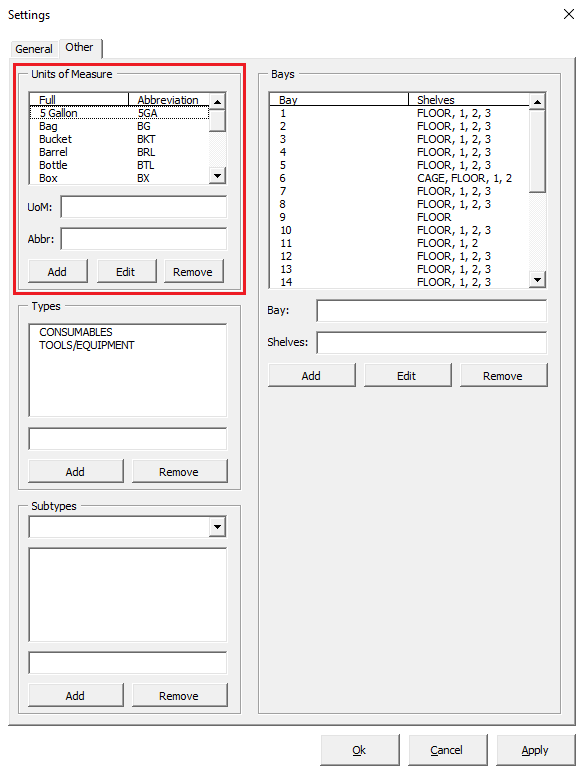 Settings
General Other
Units of Measure
Full Abbreviation
5 Gallon 5GA
Bag BG
Bucket BKT
Barrel BRL
Bottle BTL
Box BX
UoM:
Abbr:
Add Edit Remove
Types
CONSUMABLES
TOOLS/EQUIPMENT
Add Remove
Subtypes
Add Remove
Bays
Bay Shelves
1 FLOOR, 1, 2, 3
2 FLOOR, 1, 2, 3
3 FLOOR, 1, 2, 3
4 FLOOR, 1, 2, 3
5 FLOOR, 1, 2, 3
6 CAGE, FLOOR, 1, 2
7 FLOOR, 1, 2, 3
8 FLOOR, 1, 2, 3
9 FLOOR
10 FLOOR, 1, 2, 3
11 FLOOR, 1, 2
12 FLOOR, 1, 2, 3
13 FLOOR, 1, 2, 3
14 FLOOR, 1, 2, 3
Bay:
Shelves:
Add Edit Remove
Ok Cancel Apply